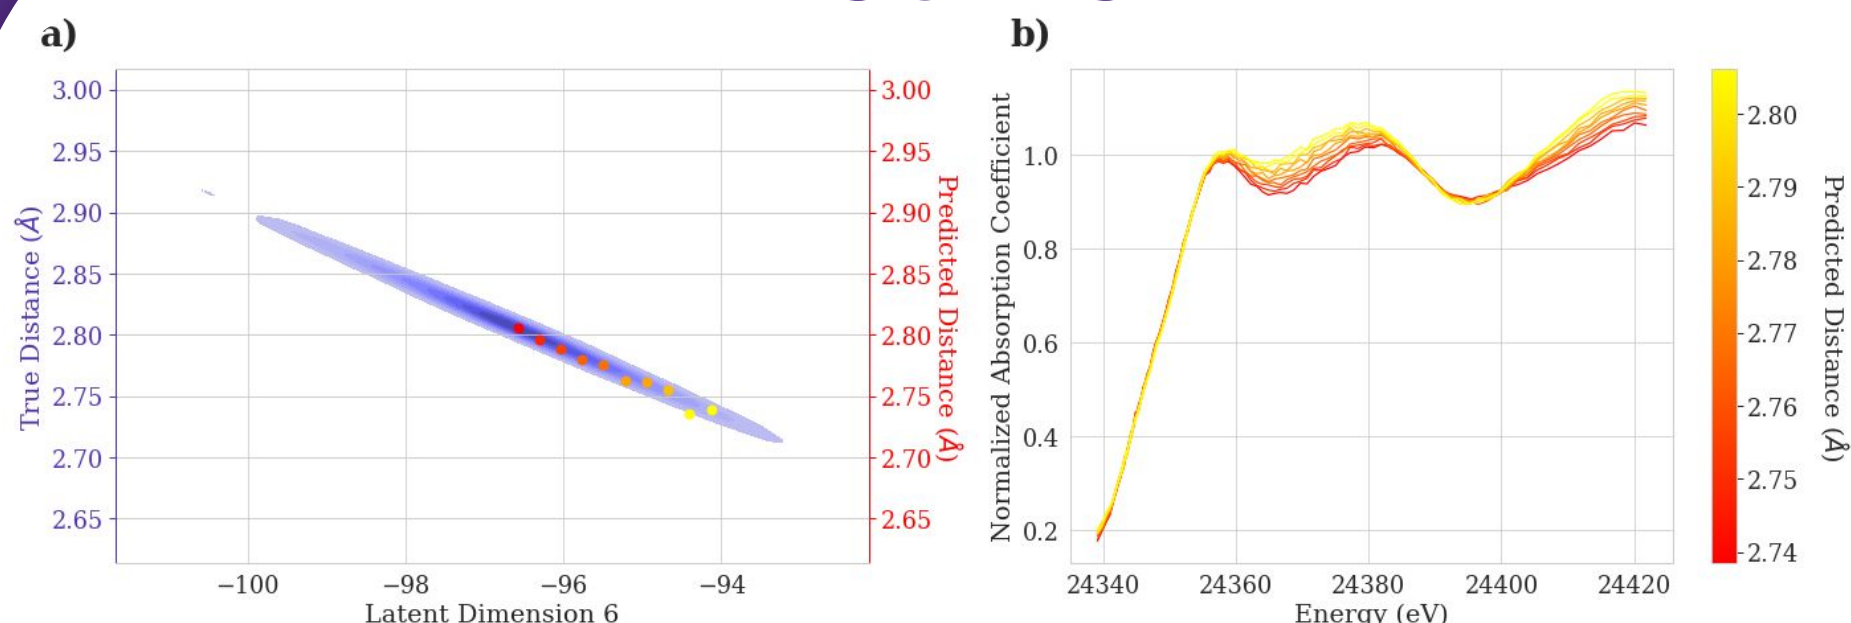 a)
True Distance (Å)
3.00
2.95
2.90
2.85
2.80
2.75
2.70
2.65
−100 −98 −96 −94
Latent Dimension 6
3.00
2.95
2.90
2.85
2.80
2.75
2.70
2.65
Predicted Distance (Å)
b)
Normalized Absorption Coefficient
1.0
0.8
0.6
0.4
0.2
24340 24360 24380 24400 24420
Energy (eV)
2.80
2.79
2.78
2.77
2.76
2.75
2.74
Predicted Distance (Å)